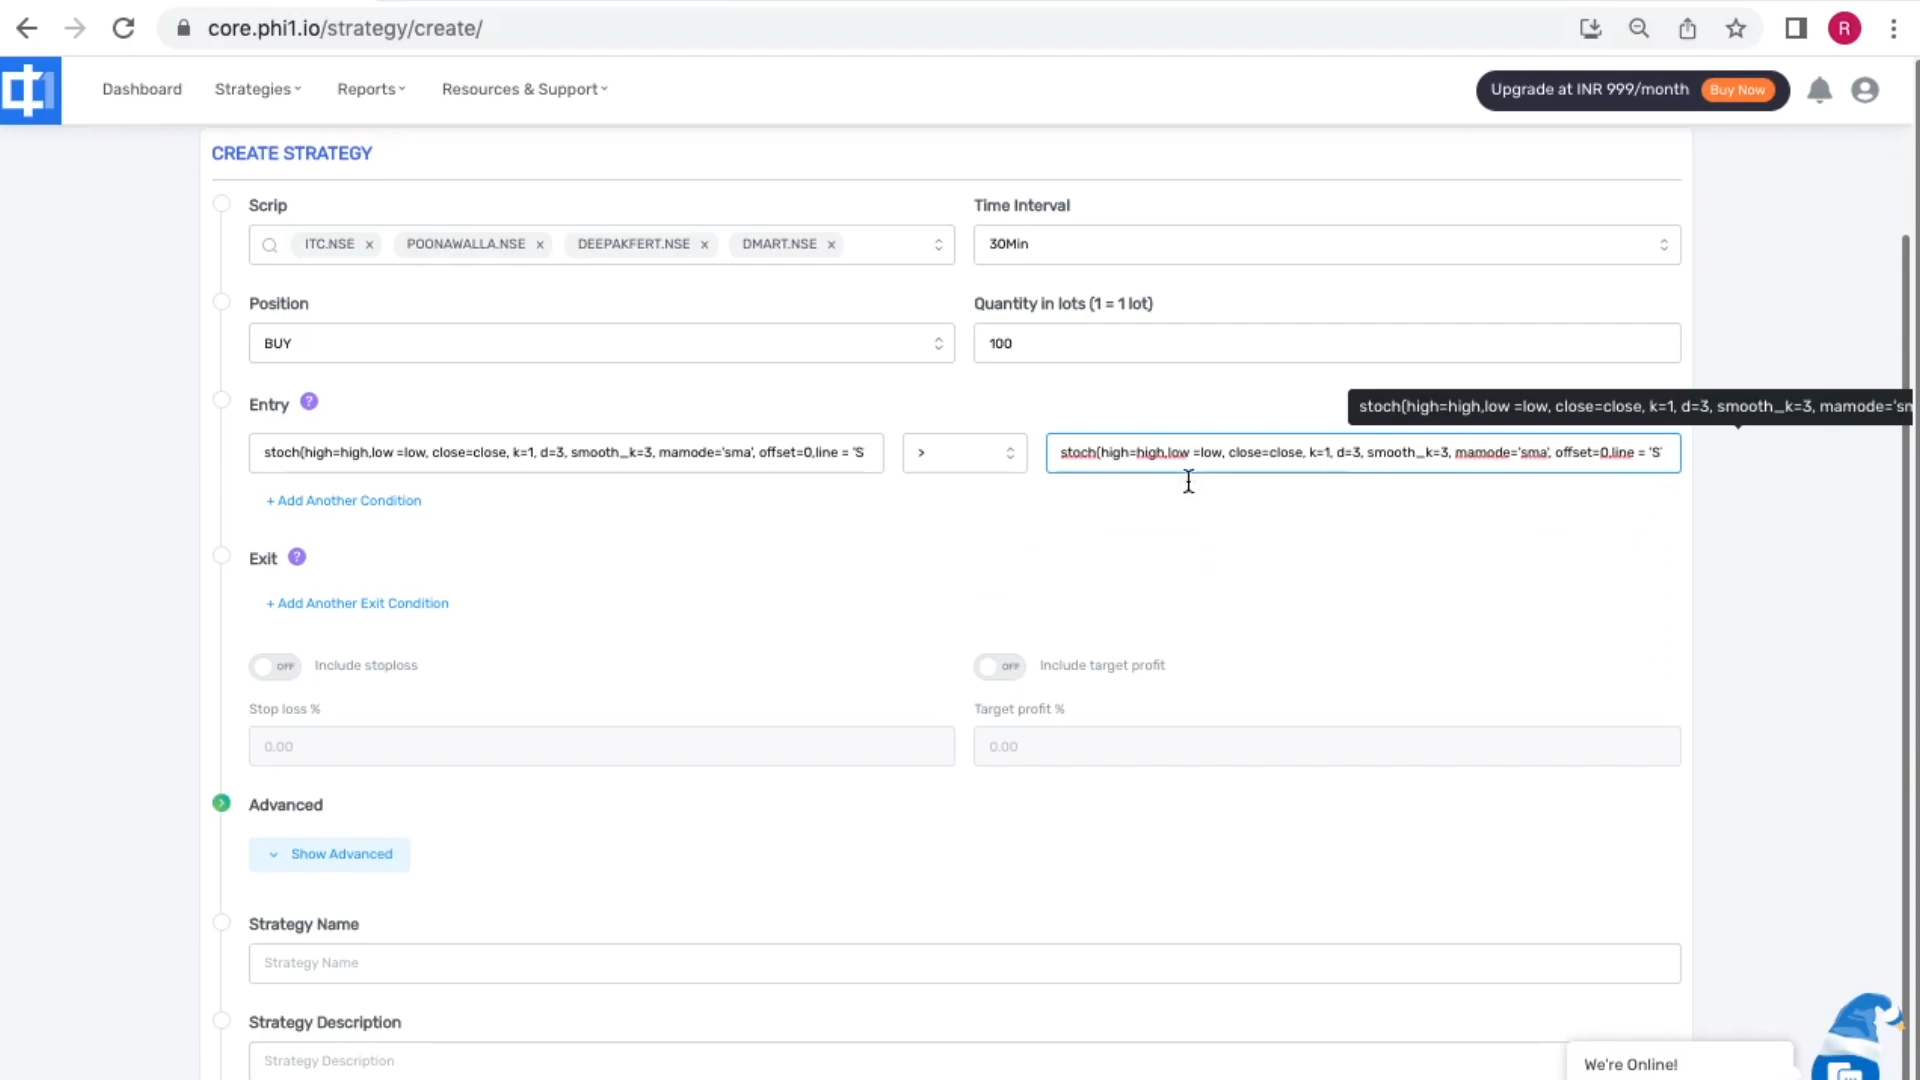 core.phi1.io/strategy/create/
R
Dashboard
Strategies
Reports
Resources & Support
Upgrade at INR 999/month
Buy Now
CREATE STRATEGY
Scrip
Time Interval
ITC.NSE ×
POONAWALLA.NSE ×
DEEPAKFERT.NSE ×
DMART.NSE ×
30Min
Position
Quantity in lots (1 = 1 lot)
BUY
100
Entry ?
stoch(high=high,low =low, close=close, k=1, d=3, smooth_k=3, mamode='sm
stoch(high=high,low =low, close=close, k=1, d=3, smooth_k=3, mamode='sma', offset=0,line = 'S
>
stoch(high=high,low =low, close=close, k=1, d=3, smooth_k=3, mamode='sma', offset=0,line = 'S'
+ Add Another Condition
Exit ?
+ Add Another Exit Condition
OFF Include stoploss
OFF Include target profit
Stop loss %
Target profit %
0.00
0.00
Advanced
Show Advanced
Strategy Name
Strategy Name
Strategy Description
Strategy Description
We're Online!